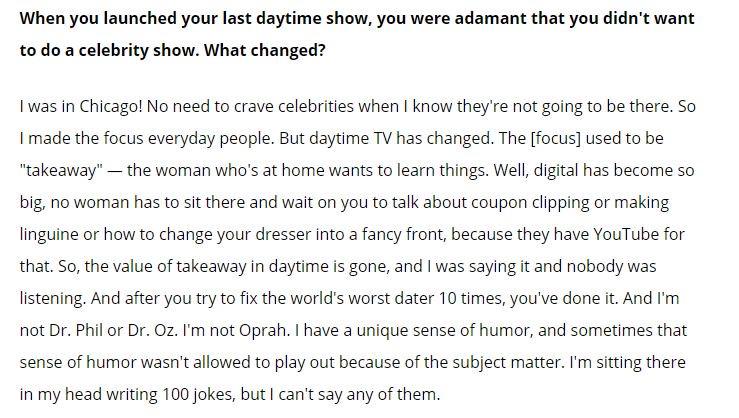 When you launched your last daytime show, you were adamant that you didn't want
to do a celebrity show. What changed?
I was in Chicago! No need to crave celebrities when I know they're not going to be there. So
I made the focus everyday people. But daytime TV has changed. The [focus] used to be
"takeaway" — the woman who's at home wants to learn things. Well, digital has become so
big, no woman has to sit there and wait on you to talk about coupon clipping or making
linguine or how to change your dresser into a fancy front, because they have YouTube for
that. So, the value of takeaway in daytime is gone, and I was saying it and nobody was
listening. And after you try to fix the world's worst dater 10 times, you've done it. And I'm
not Dr. Phil or Dr. Oz. I'm not Oprah. I have a unique sense of humor, and sometimes that
sense of humor wasn't allowed to play out because of the subject matter. I'm sitting there
in my head writing 100 jokes, but I can't say any of them.